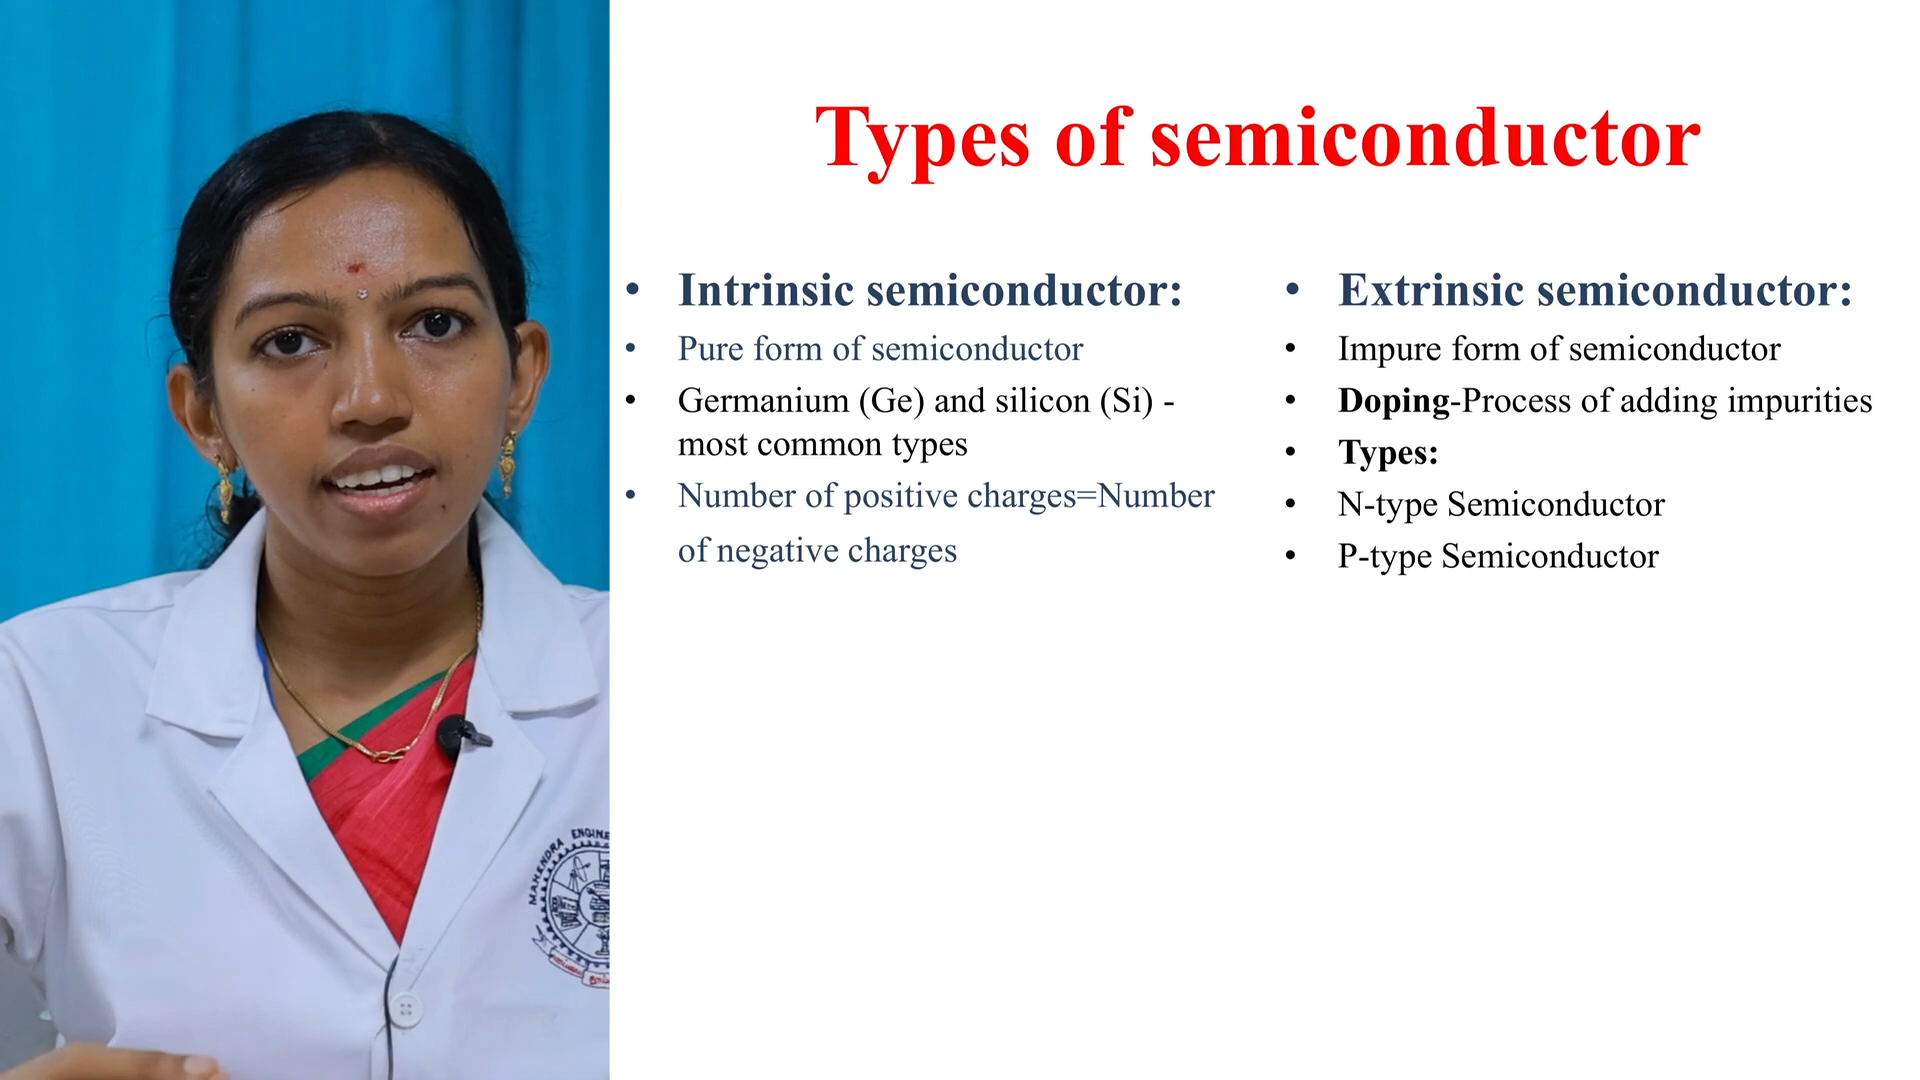 Types of semiconductor
• Intrinsic semiconductor:
• Pure form of semiconductor
• Germanium (Ge) and silicon (Si) -
most common types
• Number of positive charges=Number
of negative charges
• Extrinsic semiconductor:
• Impure form of semiconductor
• Doping-Process of adding impurities
• Types:
• N-type Semiconductor
• P-type Semiconductor
MAHENDRA